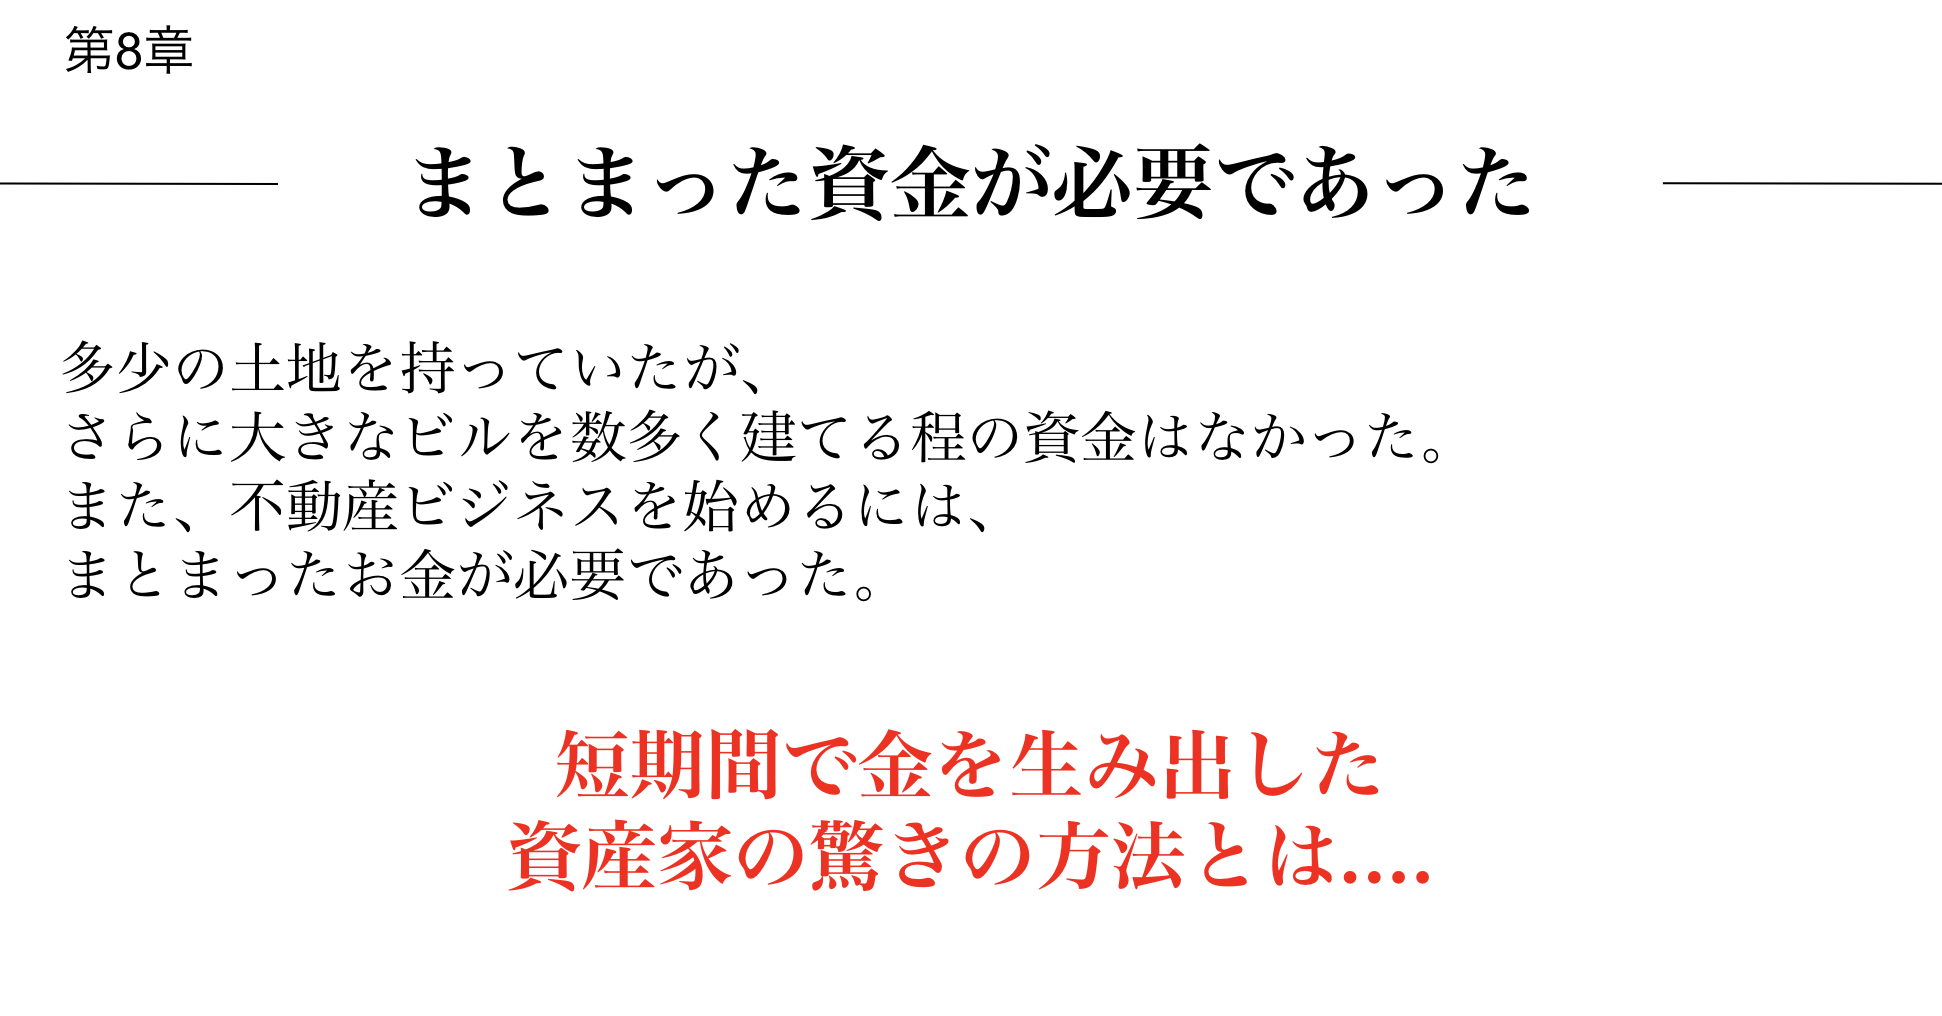 第8章
まとまった資金が必要であった
多少の土地を持っていたが、
さらに大きなビルを数多く建てる程の資金はなかった。
また、不動産ビジネスを始めるには、
まとまったお金が必要であった。
短期間で金を生み出した
資産家の驚きの方法とは....